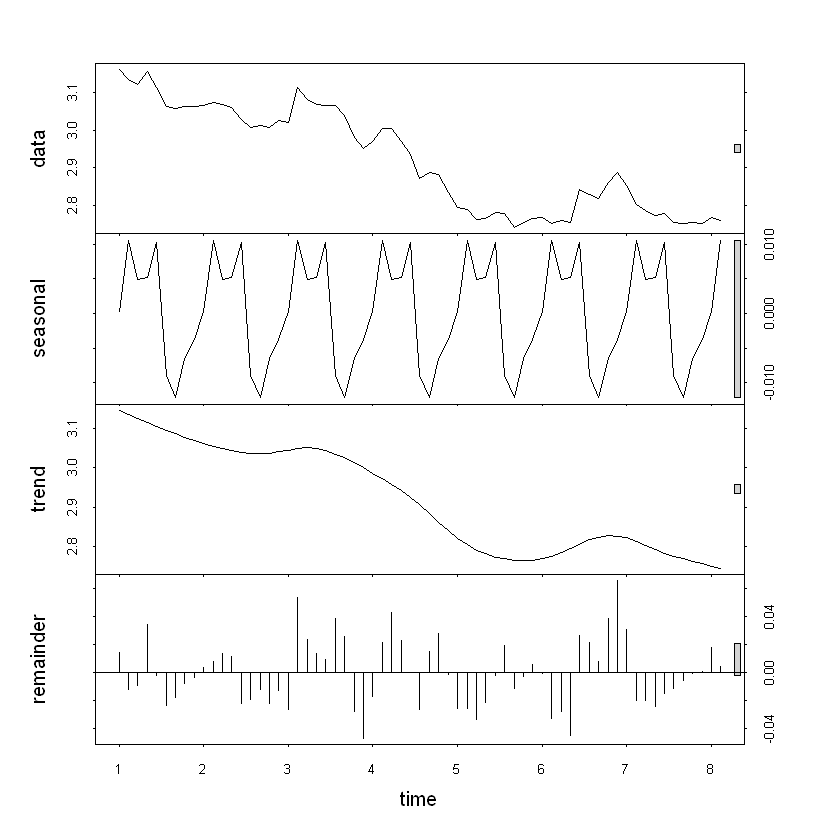 data
2.8 2.9 3.0 3.1
seasonal
-0.010 0.000 0.010
trend
2.8 2.9 3.0 3.1
remainder
-0.04 0.00 0.04
1 2 3 4 5 6 7 8
time